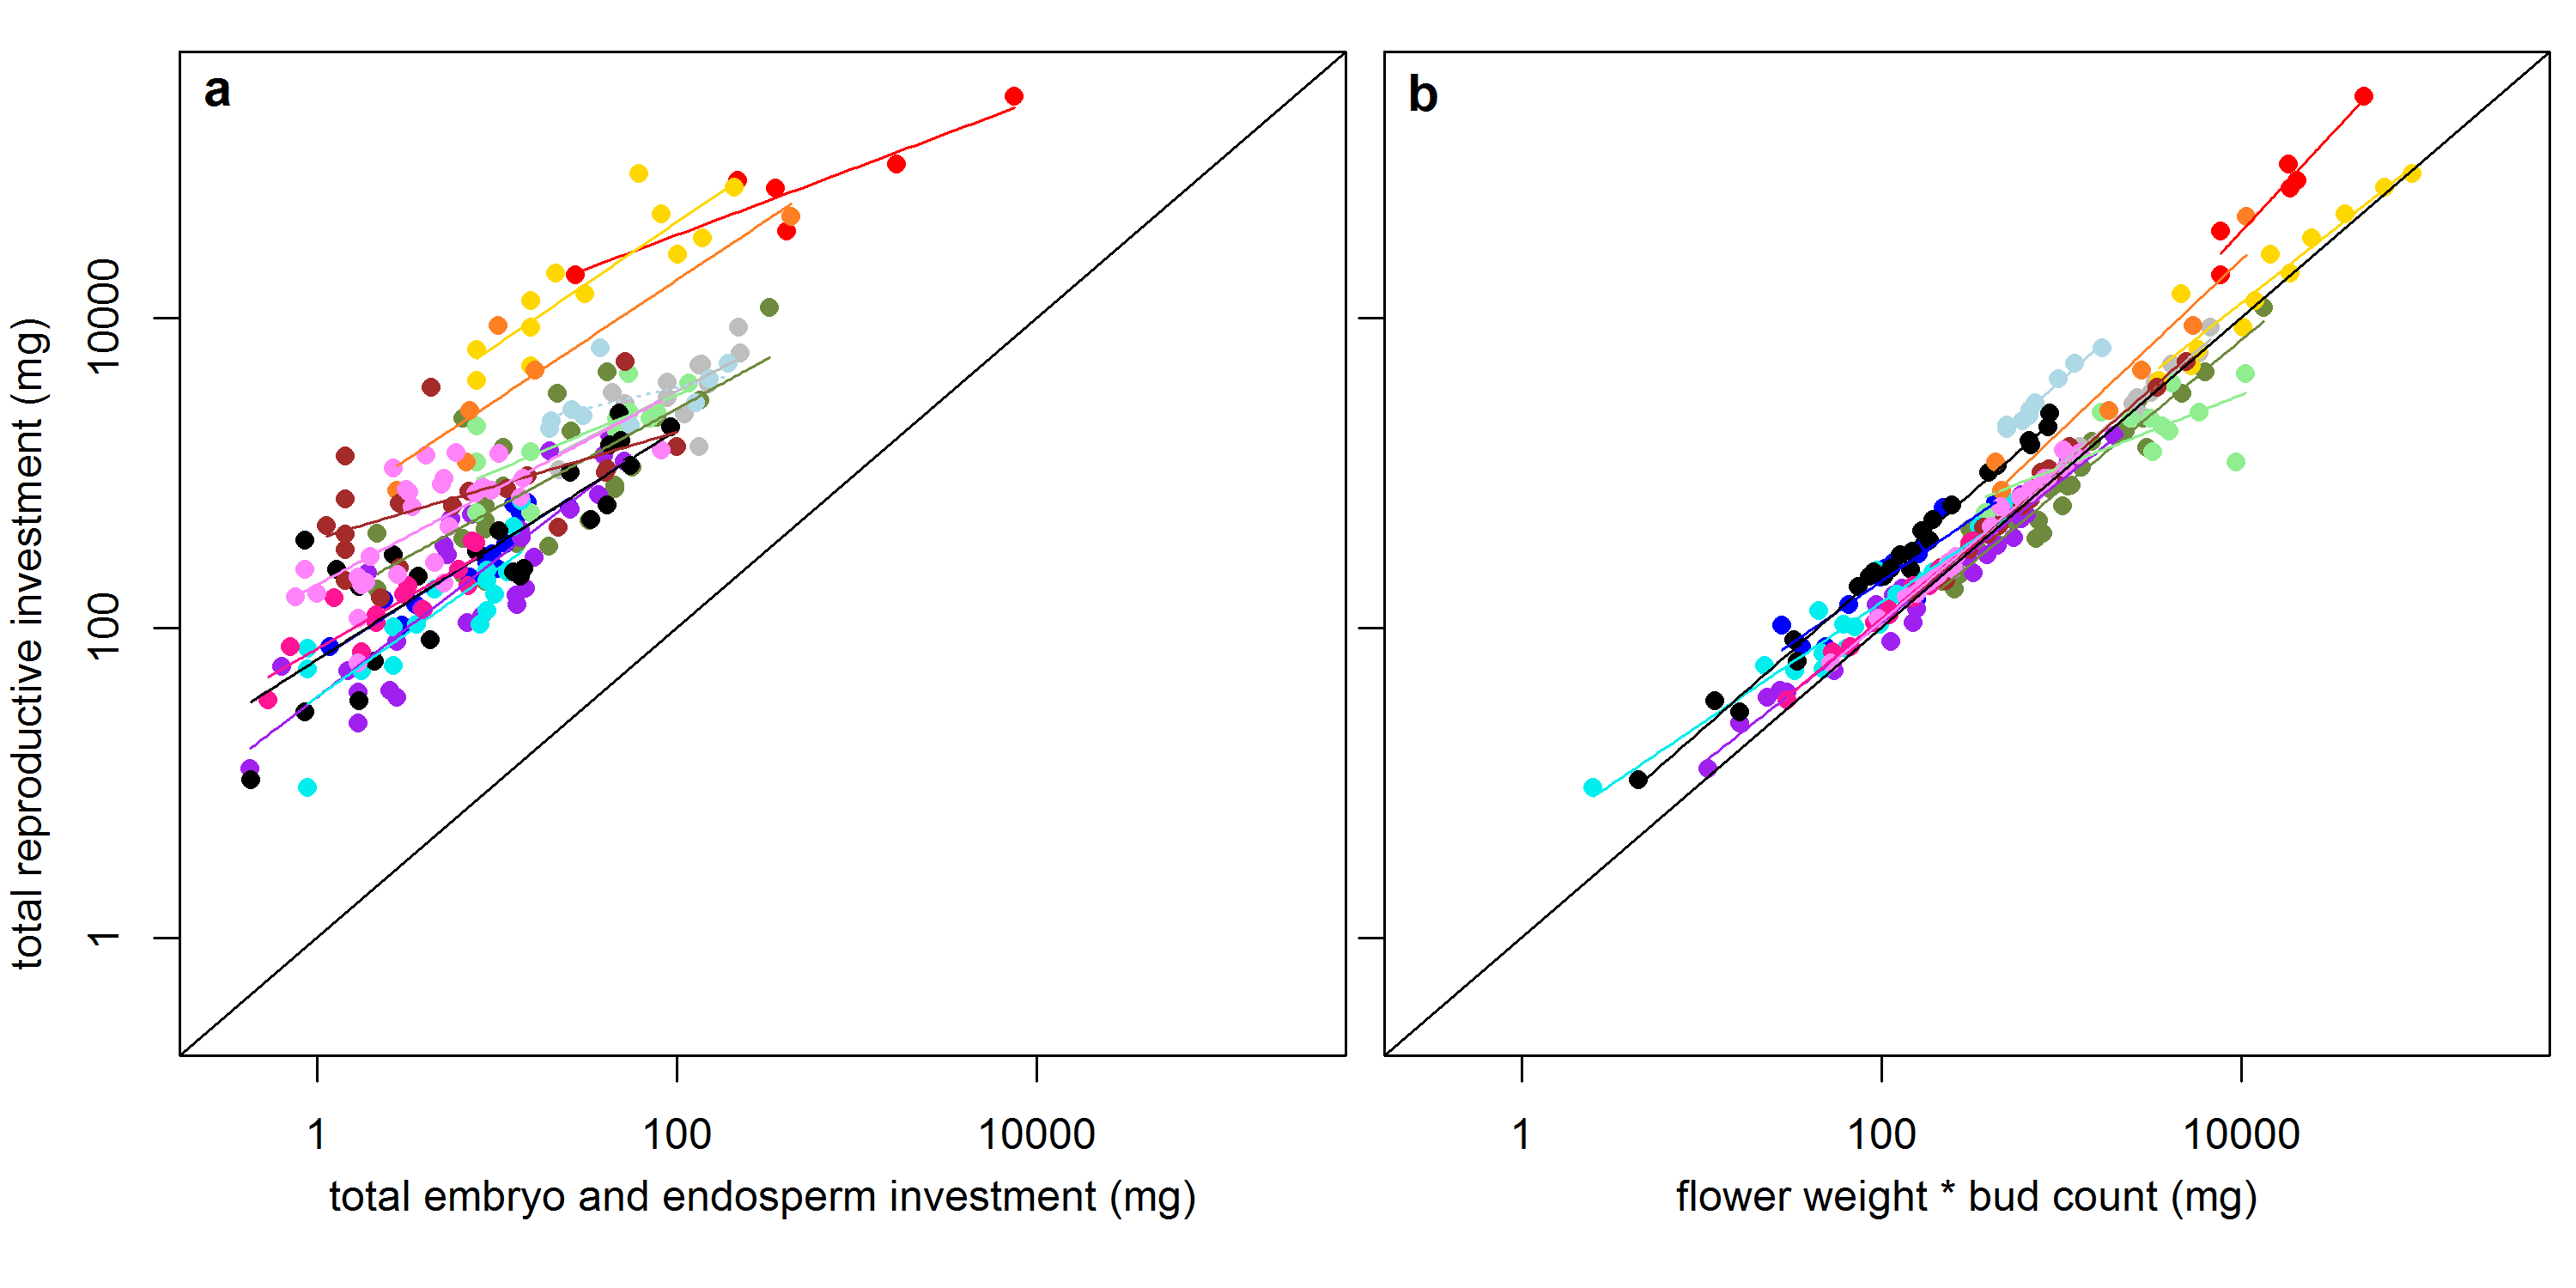 a
b
total reproductive investment (mg)
10000
100
1
1
100
10000
1
100
10000
total embryo and endosperm investment (mg)
flower weight * bud count (mg)